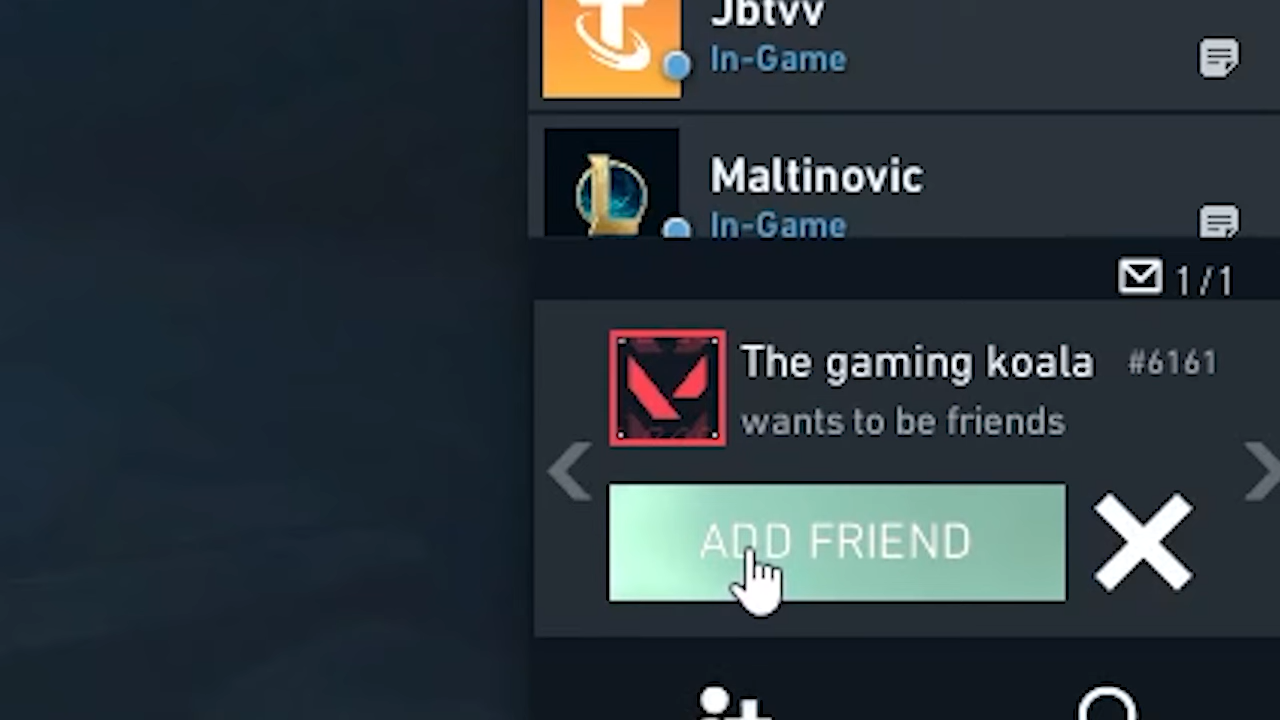 Jbtvv
In-Game
Maltinovic
In-Game
1/1
The gaming koala #6161
wants to be friends
ADD FRIEND